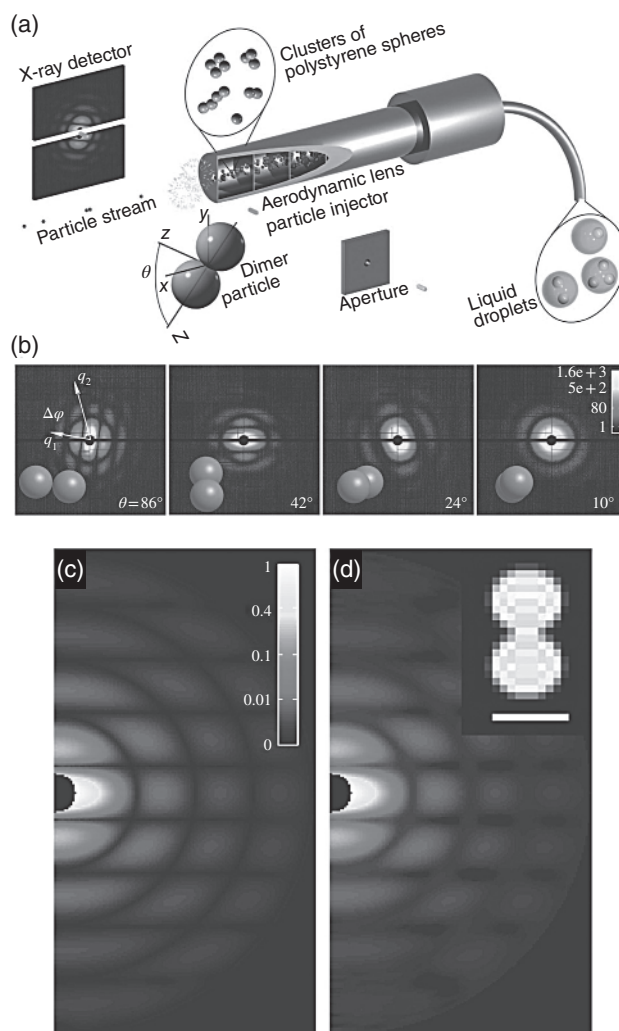 (a)
X-ray detector
Clusters of
polystyrene spheres
Particle stream
Aerodynamic lens
particle injector
y
z
θ
x
Z
Dimer
particle
Aperture
Liquid
droplets
(b)
q2
Δφ
q1
θ = 86°
42°
24°
10°
1.6e + 3
5e + 2
80
1
(c)
1
0.4
0.1
0.01
0
(d)